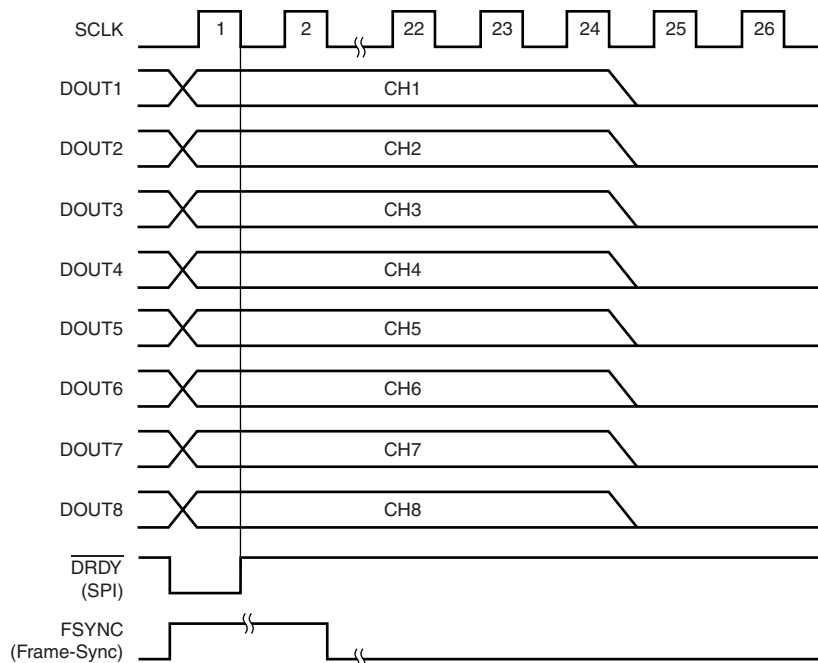 SCLK 1 2 22 23 24 25 26
DOUT1 CH1
DOUT2 CH2
DOUT3 CH3
DOUT4 CH4
DOUT5 CH5
DOUT6 CH6
DOUT7 CH7
DOUT8 CH8
DRDY
(SPI)
FSYNC
(Frame-Sync)